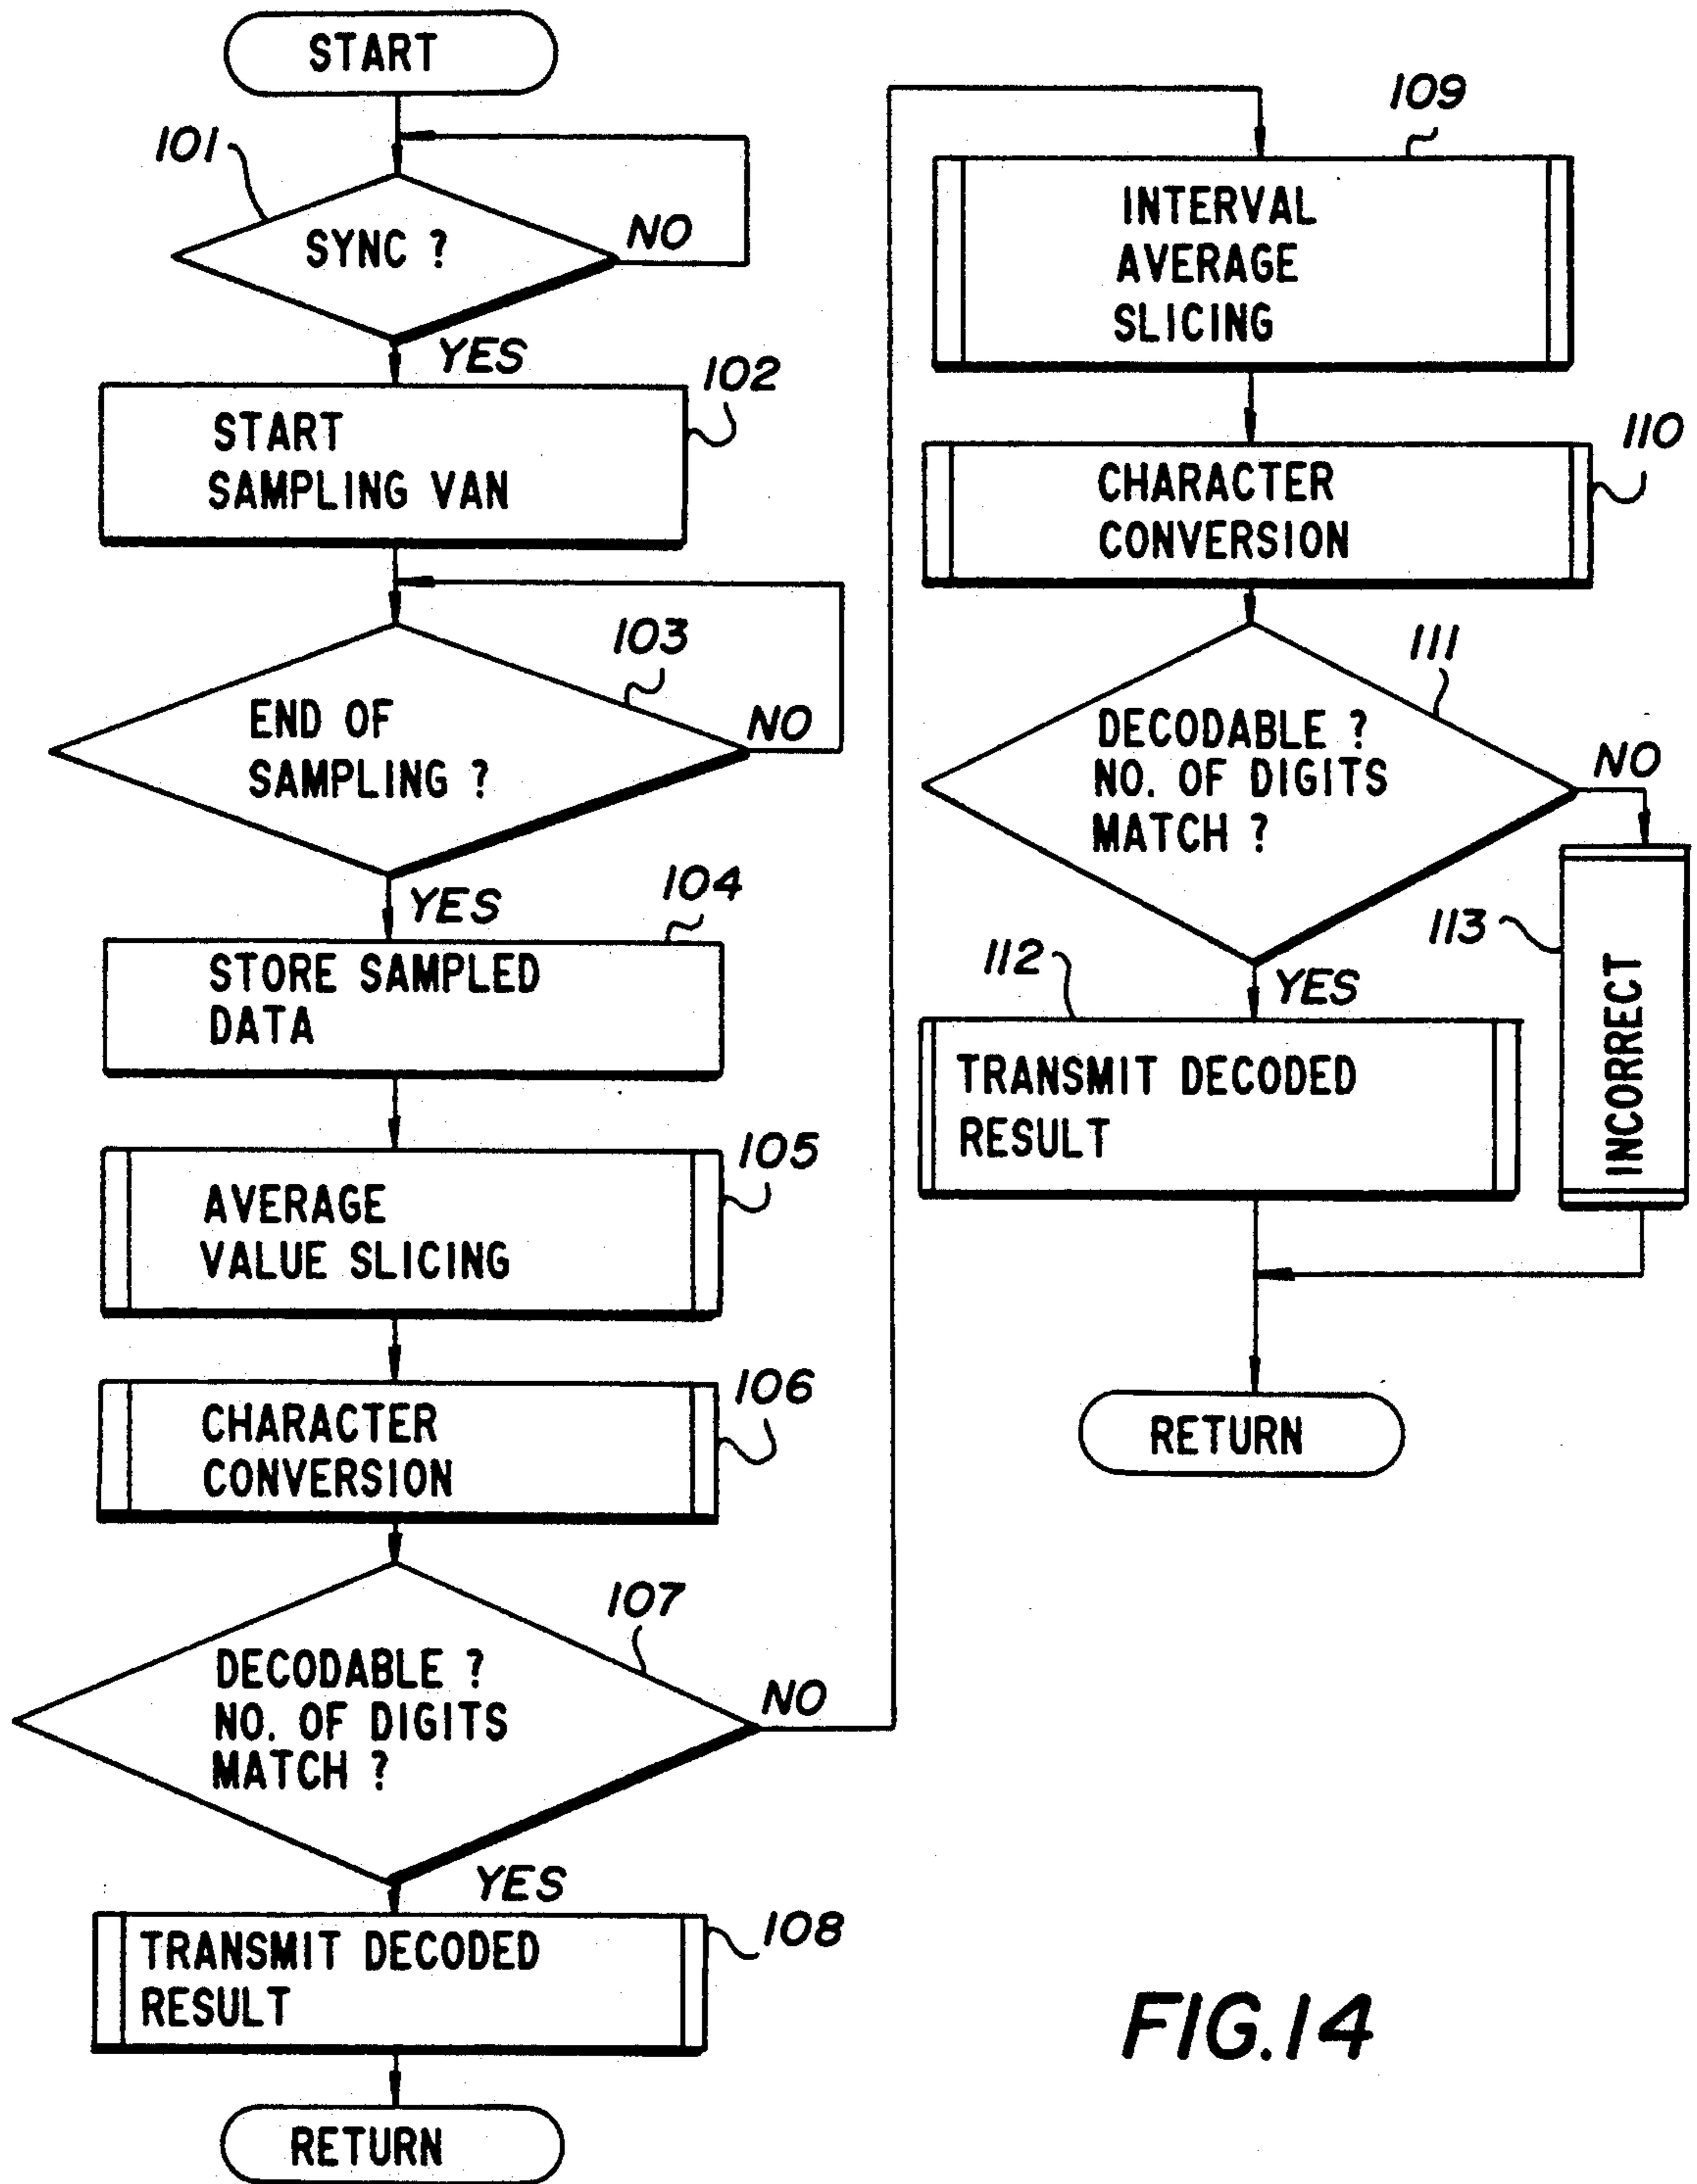 START
101
SYNC ?
NO
YES
102
START
SAMPLING VAN
103
END OF
SAMPLING ?
NO
YES
104
STORE SAMPLED
DATA
105
AVERAGE
VALUE SLICING
106
CHARACTER
CONVERSION
107
DECODABLE ?
NO. OF DIGITS
MATCH ?
NO
YES
108
TRANSMIT DECODED
RESULT
RETURN
109
INTERVAL
AVERAGE
SLICING
110
CHARACTER
CONVERSION
111
DECODABLE ?
NO. OF DIGITS
MATCH ?
NO
YES
113
INCORRECT
112
TRANSMIT DECODED
RESULT
RETURN
FIG.14